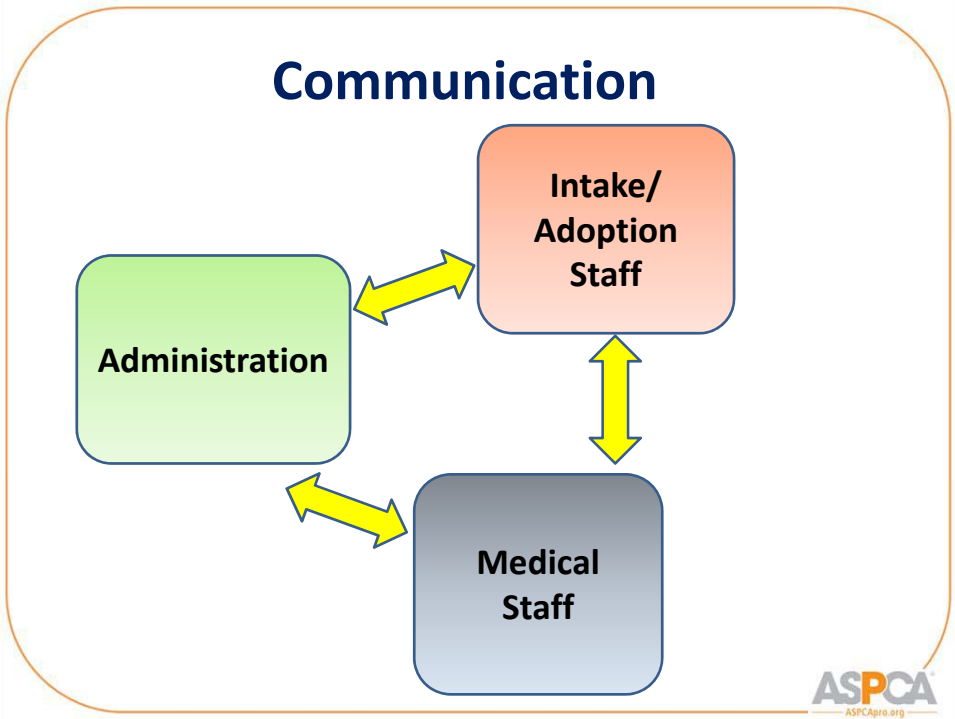 Communication
Intake/
Adoption
Staff
Administration
Medical
Staff
ASPCA®
ASPCApro.org